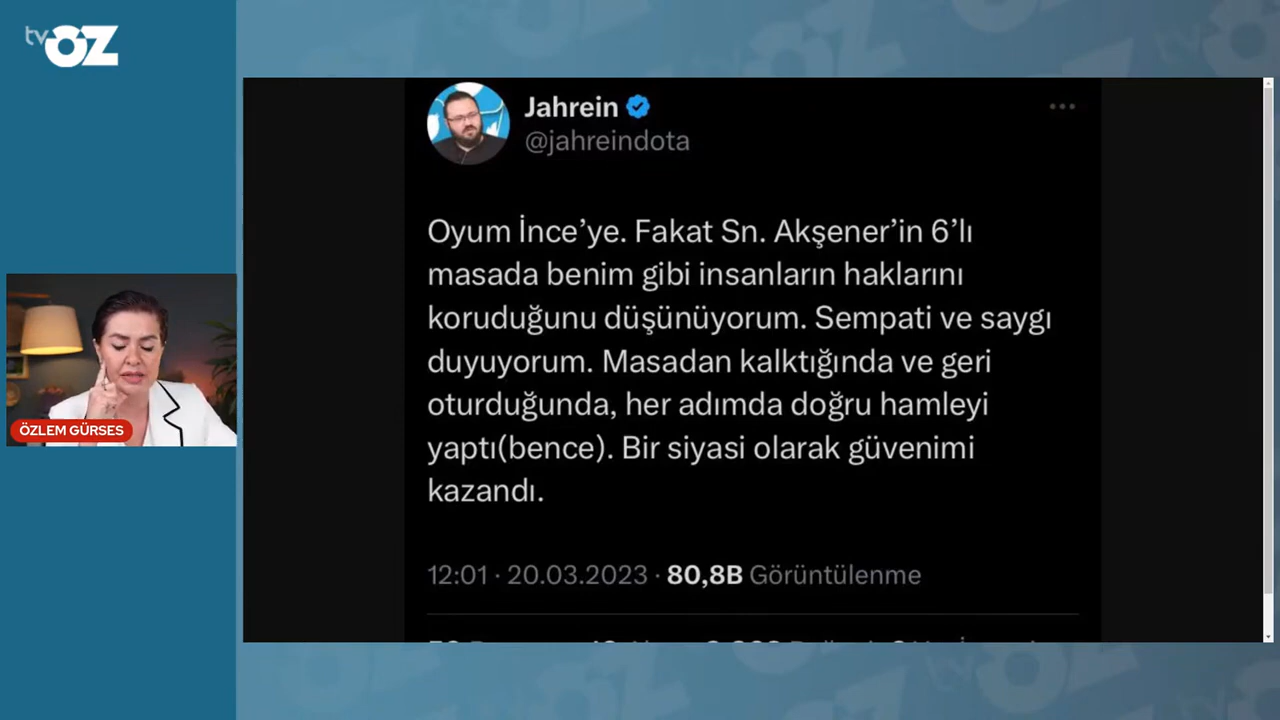 tv ÖZ
Jahrein
@jahreindota
Oyum İnce’ye. Fakat Sn. Akşener’in 6’lı
masada benim gibi insanların haklarını
koruduğunu düşünüyorum. Sempati ve saygı
duyuyorum. Masadan kalktığında ve geri
oturduğunda, her adımda doğru hamleyi
yaptı(bence). Bir siyasi olarak güvenimi
kazandı.
12:01 · 20.03.2023 · 80,8B Görüntülenme
ÖZLEM GÜRSES